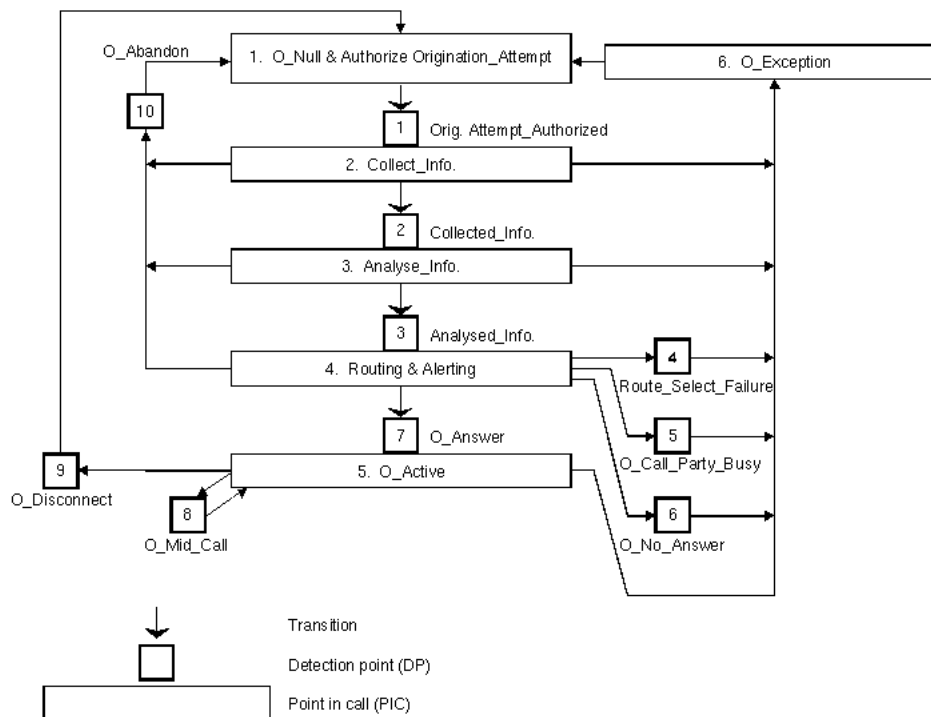 O_Abandon
1. O_Null & Authorize Origination_Attempt
6. O_Exception
10
1
Orig. Attempt_Authorized
2. Collect_Info.
2
Collected_Info.
3. Analyse_Info.
3
Analysed_Info.
4
4. Routing & Alerting
Route_Select_Failure
7
O_Answer
5
O_Call_Party_Busy
9
5. O_Active
O_Disconnect
8
6
O_Mid_Call
O_No_Answer
Transition
Detection point (DP)
Point in call (PIC)